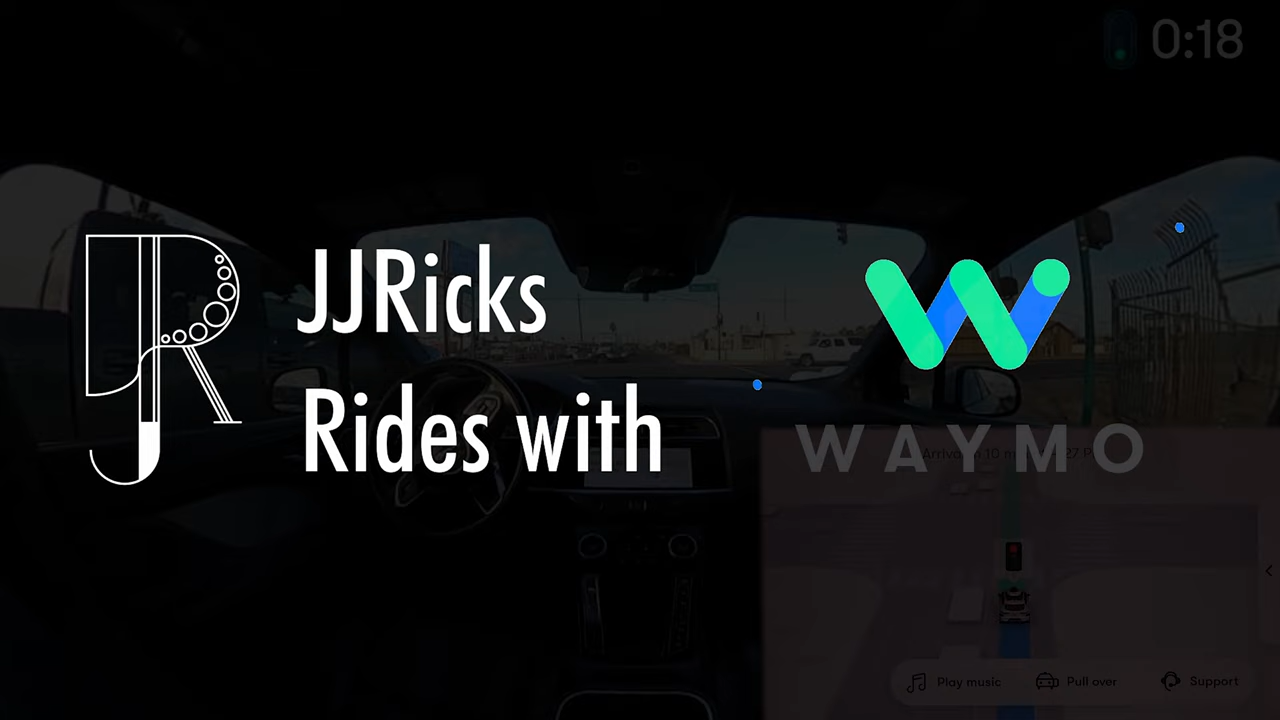 0:18
JJRicks
Rides with
WAYMO
Play music
Pull over
Support